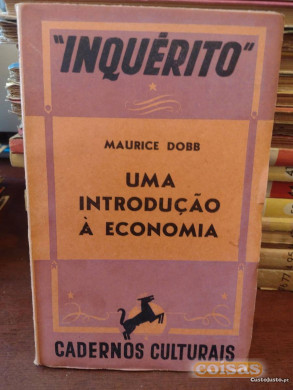 "INQUÉRITO"
MAURICE DOBB
UMA
INTRODUÇÃO
À ECONOMIA
CADERNOS CULTURAIS
coisas